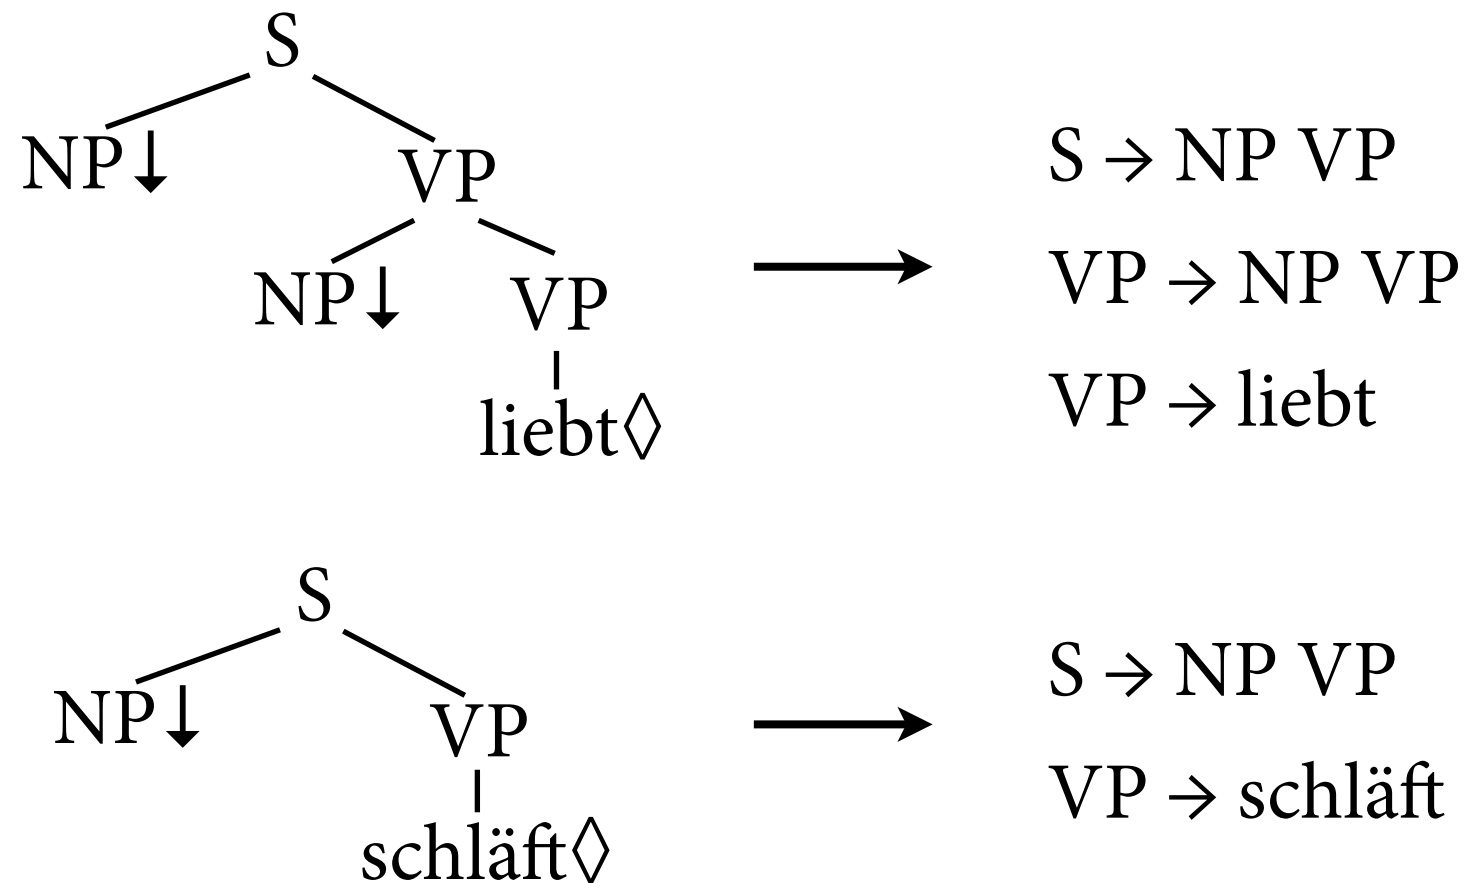 S
NP↓ VP
NP↓ VP
liebt◊
S → NP VP
VP → NP VP
VP → liebt
S
NP↓ VP
schläft◊
S → NP VP
VP → schläft